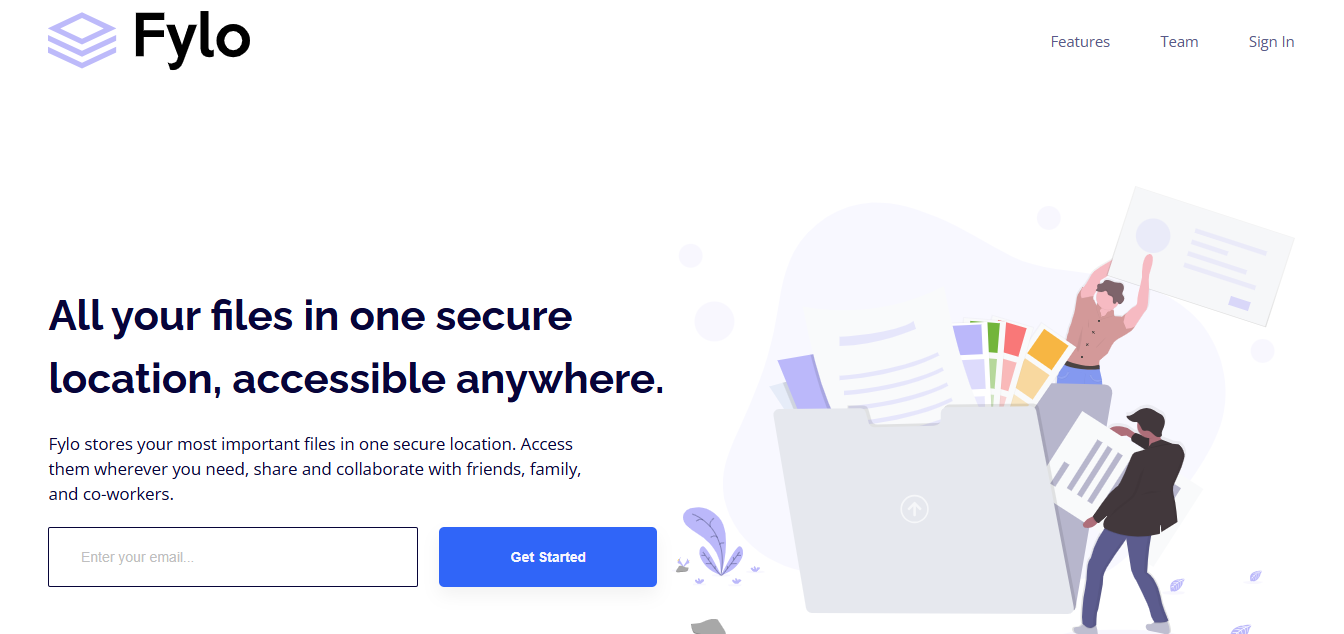 Fylo
Features
Team
Sign In
All your files in one secure
location, accessible anywhere.
Fylo stores your most important files in one secure location. Access
them wherever you need, share and collaborate with friends, family,
and co-workers.
Enter your email...
Get Started